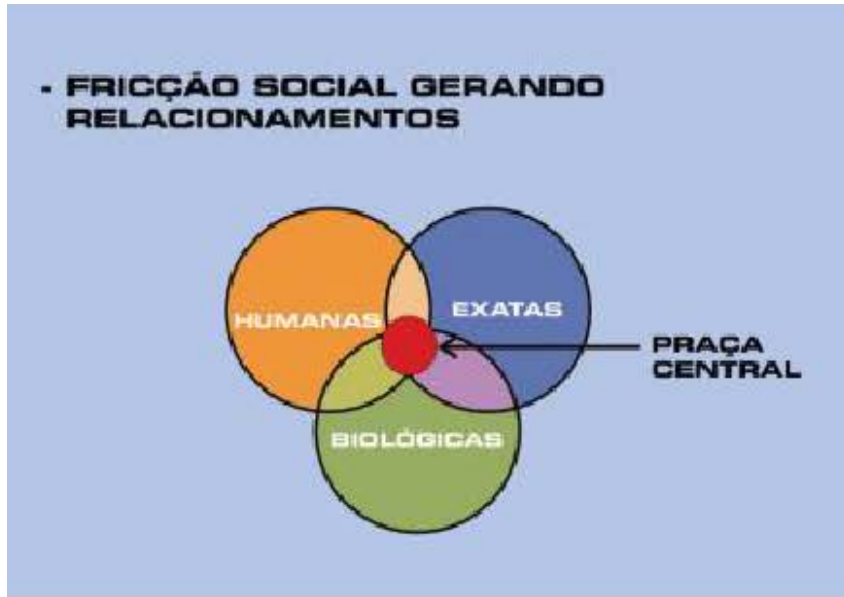 - FRICÇÃO SOCIAL GERANDO
RELACIONAMENTOS
HUMANAS
EXATAS
PRAÇA
CENTRAL
BIOLÓGICAS